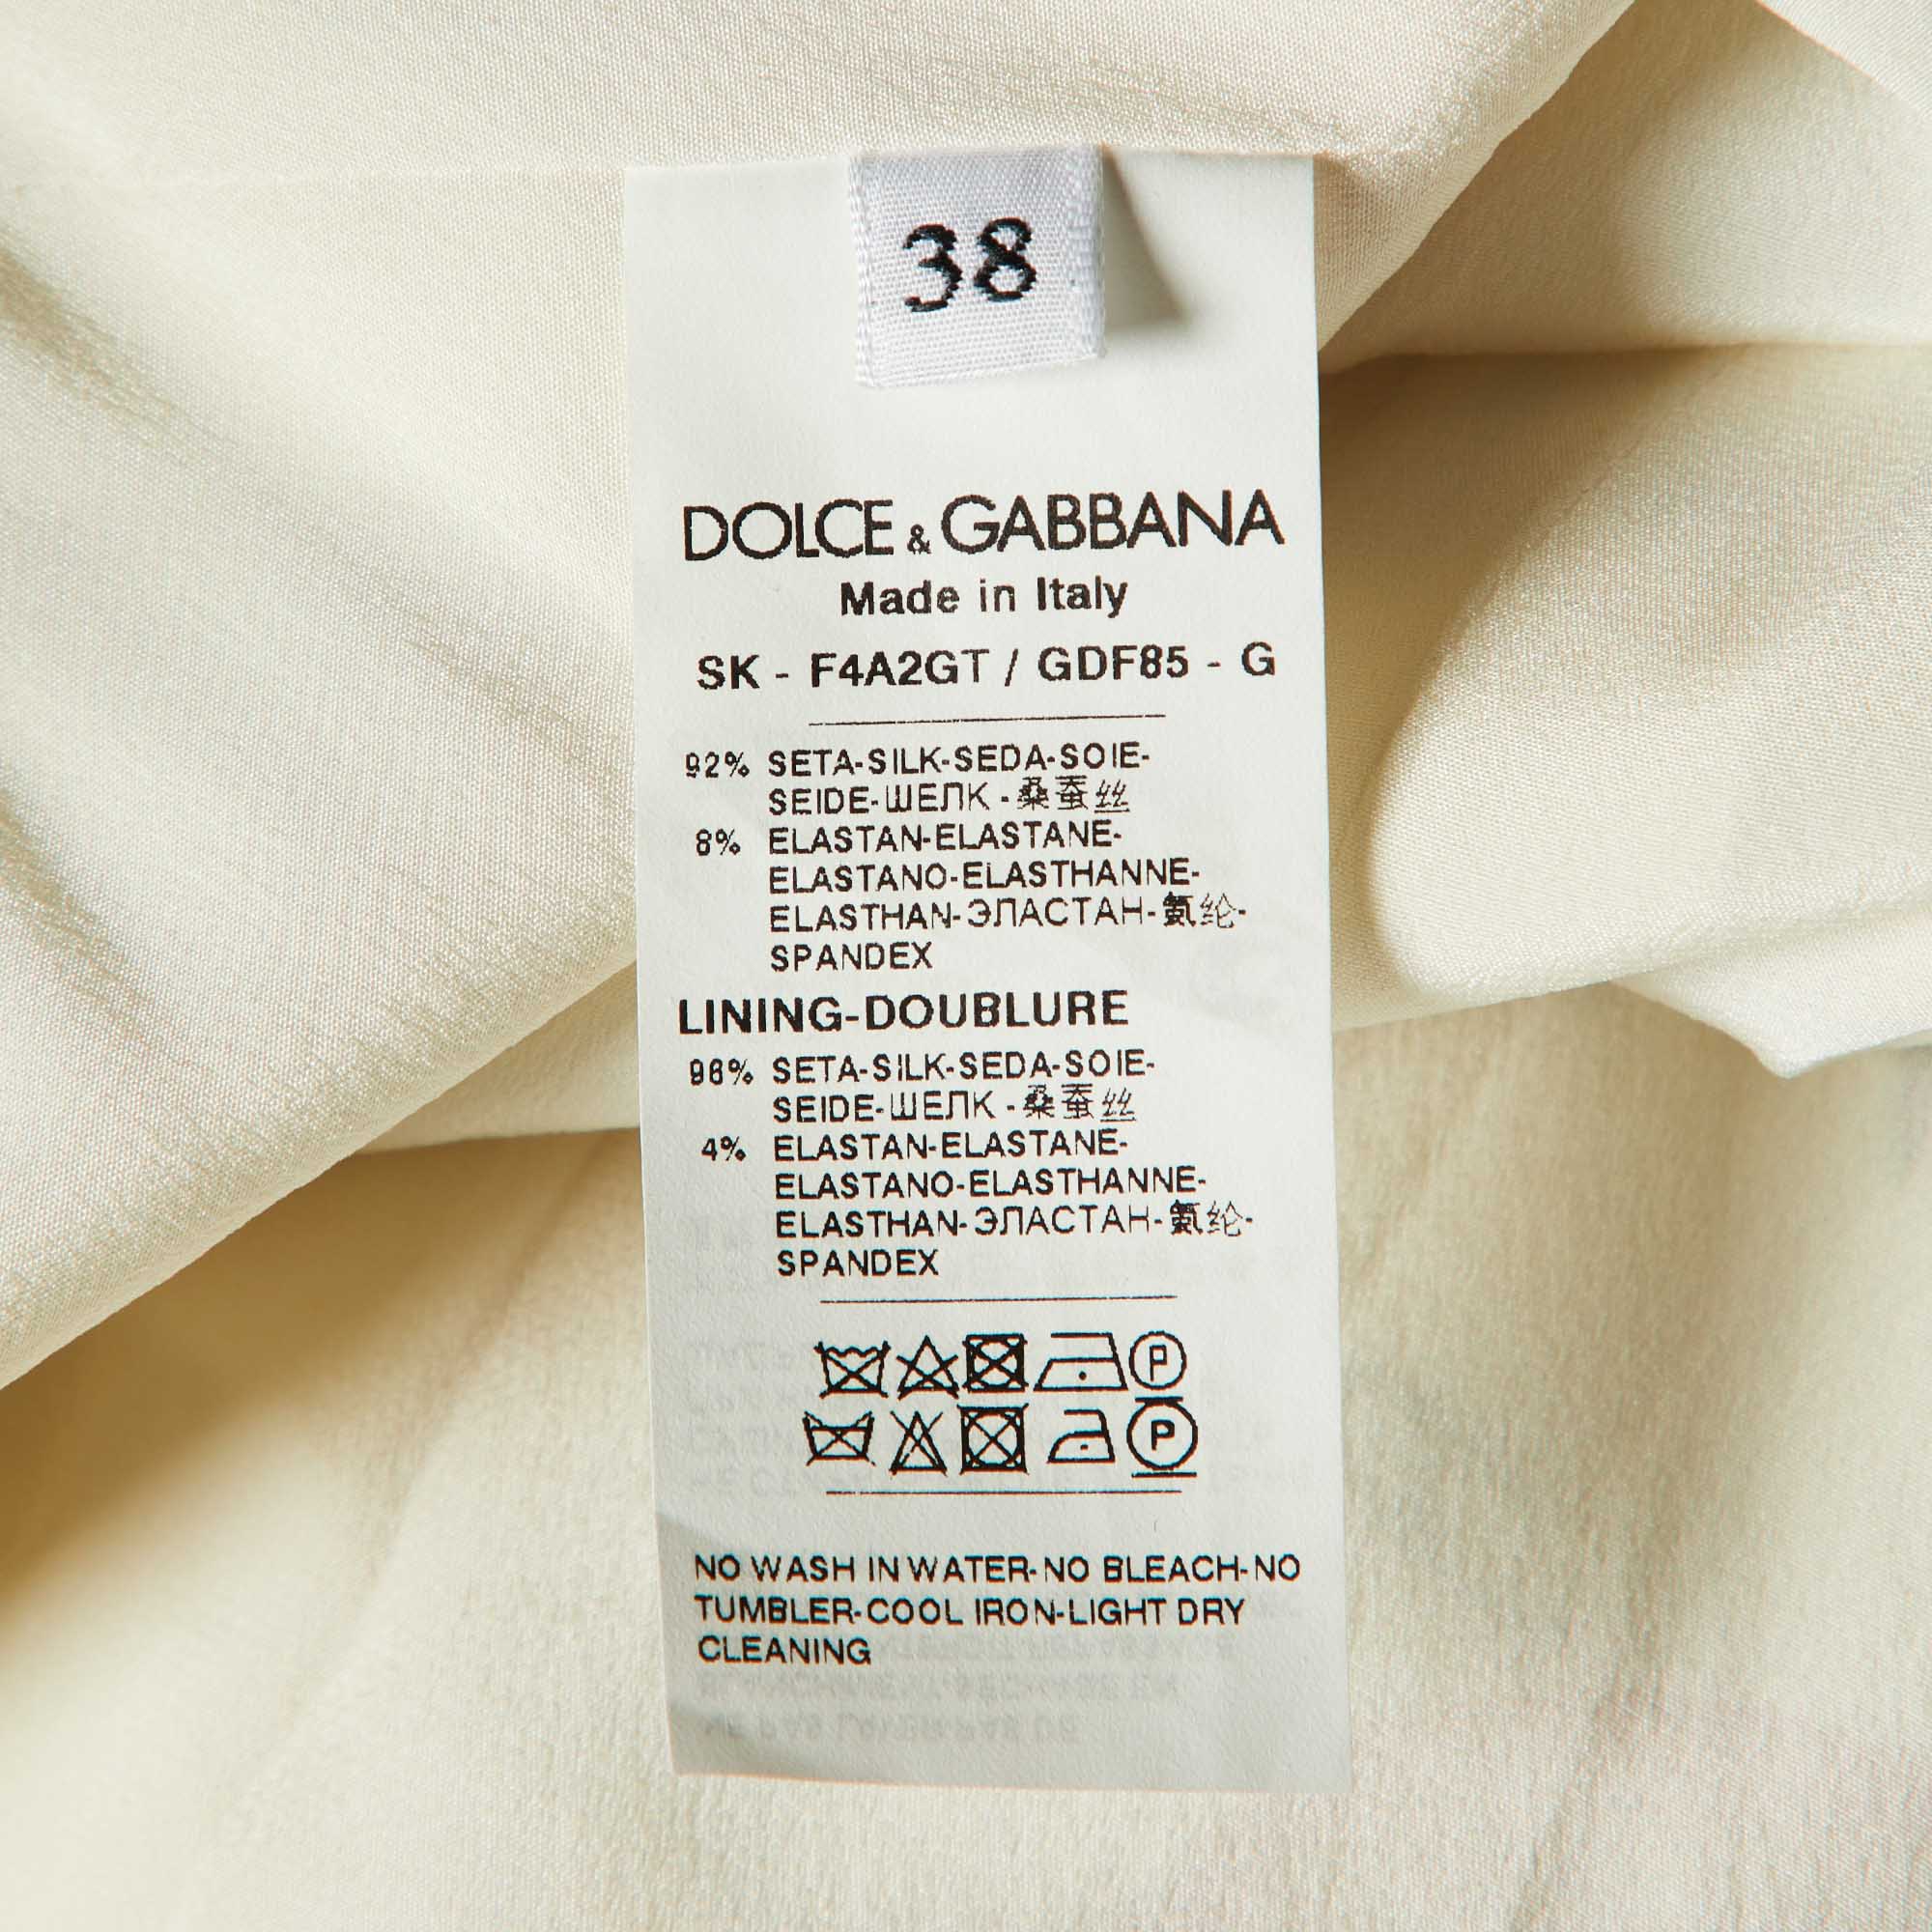 38
DOLCE & GABBANA
Made in Italy
SK - F4A2GT / GDF85 - G
92% SETA-SILK-SEDA-SOIE-
SEIDE-ШЕЛК-桑蚕丝
8% ELASTAN-ELASTANE-
ELASTANO-ELASTHANNE-
ELASTHAN-ЭЛАСТАН-氨纶-
SPANDEX
LINING-DOUBLURE
96% SETA-SILK-SEDA-SOIE-
SEIDE-ШЕЛК-桑蚕丝
4% ELASTAN-ELASTANE-
ELASTANO-ELASTHANNE-
ELASTHAN-ЭЛАСТАН-氨纶-
SPANDEX
P
P
NO WASH IN WATER-NO BLEACH-NO
TUMBLER-COOL IRON-LIGHT DRY
CLEANING